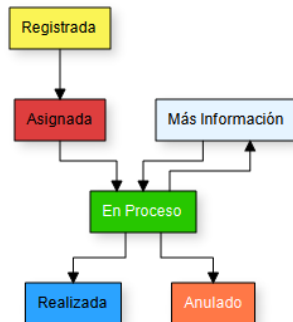 Registrada
Asignada
Más Información
En Proceso
Realizada
Anulado